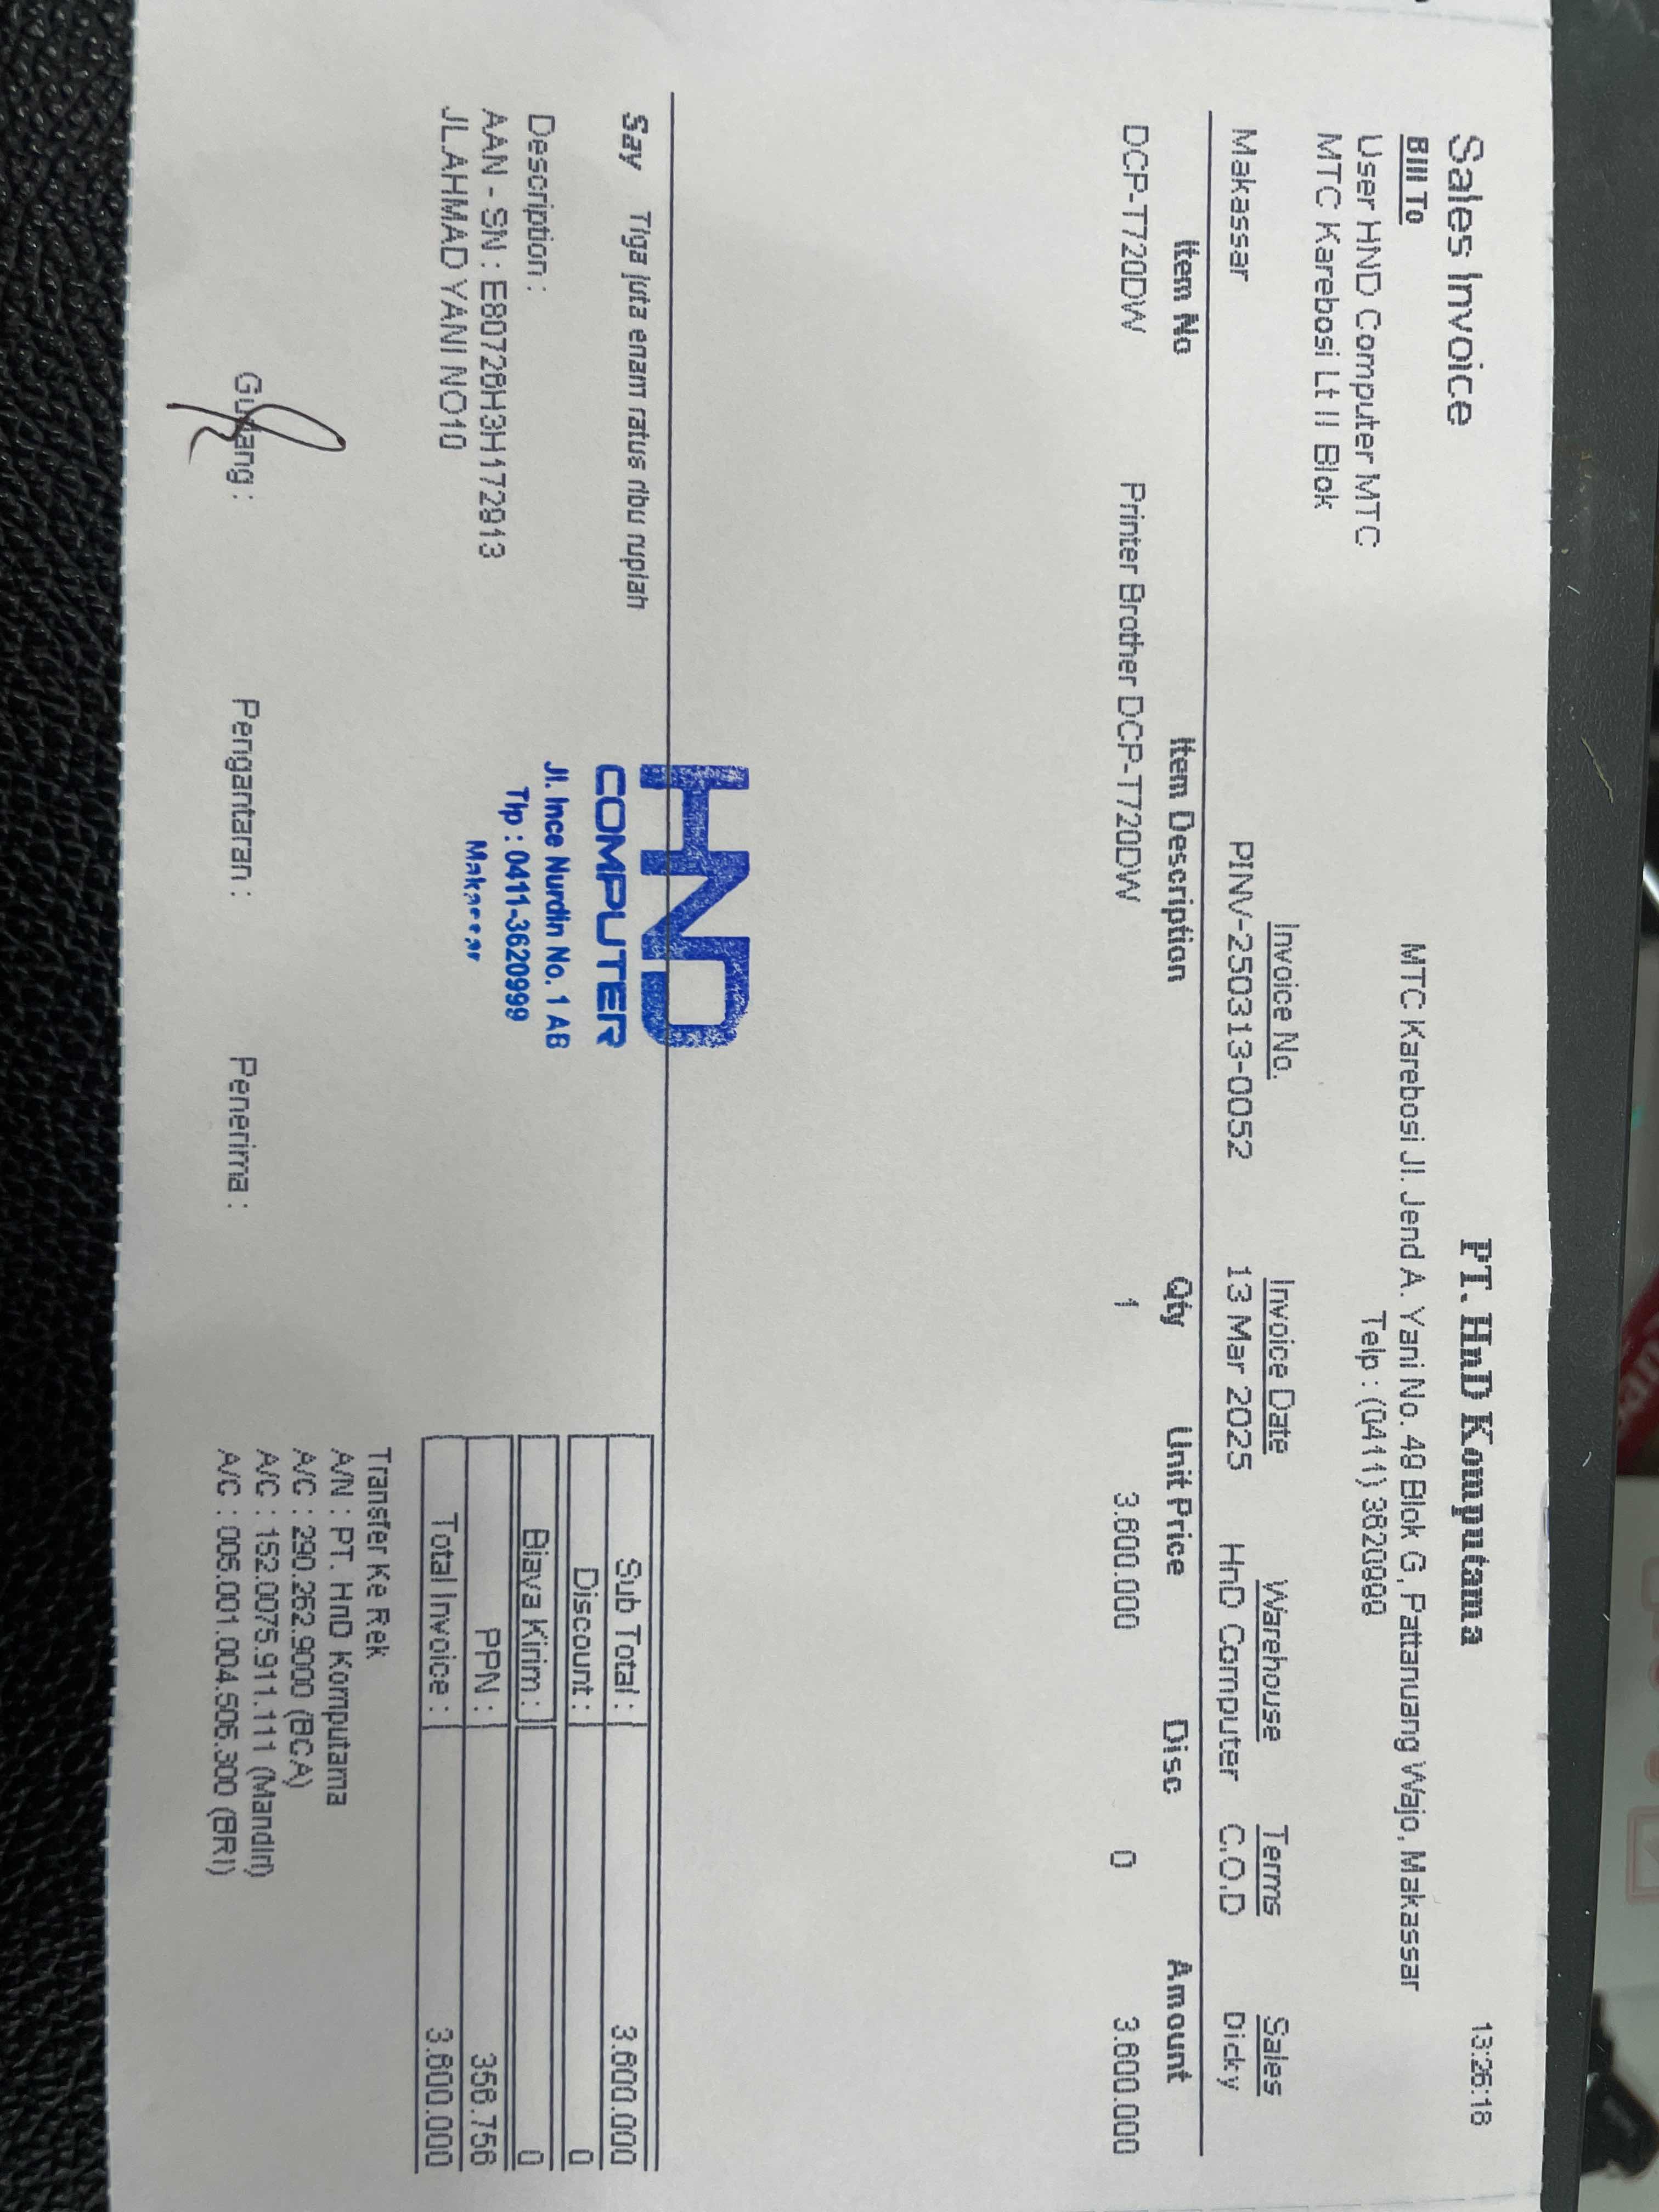 Sales Invoice
PT. HnD Komputama
13:26:18
Bill To
MTC Karebosi Jl. Jend A. Yani No. 49 Blok G, Pattanuang Wajo, Makassar
User HND Computer MTC
Telp : (0411) 3620999
MTC Karebosi Lt II Blok
Invoice No. Invoice Date Warehouse Terms Sales
Makassar PINV-250313-0052 13 Mar 2025 HnD Computer C.O.D Dicky
Item No Item Description Qty Unit Price Disc Amount
DCP-T720DW Printer Brother DCP-T720DW 1 3.600.000 0 3.600.000
Say Tiga juta enam ratus ribu rupiah
HND
COMPUTER
Jl. Ince Nurdin No. 1 AB
Tlp : 0411-3620999
Makassar
Sub Total : 3.600.000
Discount : 0
Biaya Kirim : 0
PPN : 356.756
Total Invoice : 3.600.000
Description :
AAN - SN : E80726H3H172913
JL AHMAD YANI NO10
Transfer Ke Rek
A/N : PT. HnD Komputama
A/C : 290.262.9000 (BCA)
A/C : 152.0075.911.111 (Mandiri)
A/C : 005.001.004.506.300 (BRI)
Gudang : Pengantaran : Penerima :